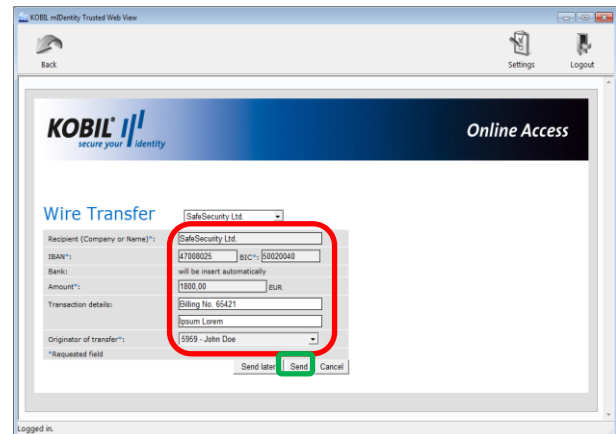 KOBIL mIDentity Trusted Web View
Back
Settings
Logout
KOBIL
secure your identity
Online Access
Wire Transfer
SafeSecurity Ltd.
Recipient (Company or Name)*:
SafeSecurity Ltd.
IBAN*:
47008025
BIC*:
50020040
Bank:
will be insert automatically
Amount*:
1800,00
EUR
Transaction details:
Billing No. 65421
Ipsum Lorem
Originator of transfer*:
5959 - John Doe
*Requested field
Send later
Send
Cancel
Logged in.